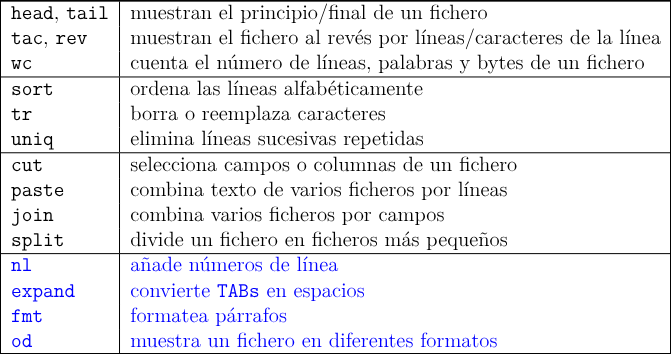 head, tail muestran el principio/final de un fichero
tac, rev muestran el fichero al revés por líneas/caracteres de la línea
wc cuenta el número de líneas, palabras y bytes de un fichero
sort ordena las líneas alfabéticamente
tr borra o reemplaza caracteres
uniq elimina líneas sucesivas repetidas
cut selecciona campos o columnas de un fichero
paste combina texto de varios ficheros por líneas
join combina varios ficheros por campos
split divide un fichero en ficheros más pequeños
nl añade números de línea
expand convierte TABs en espacios
fmt formatea párrafos
od muestra un fichero en diferentes formatos